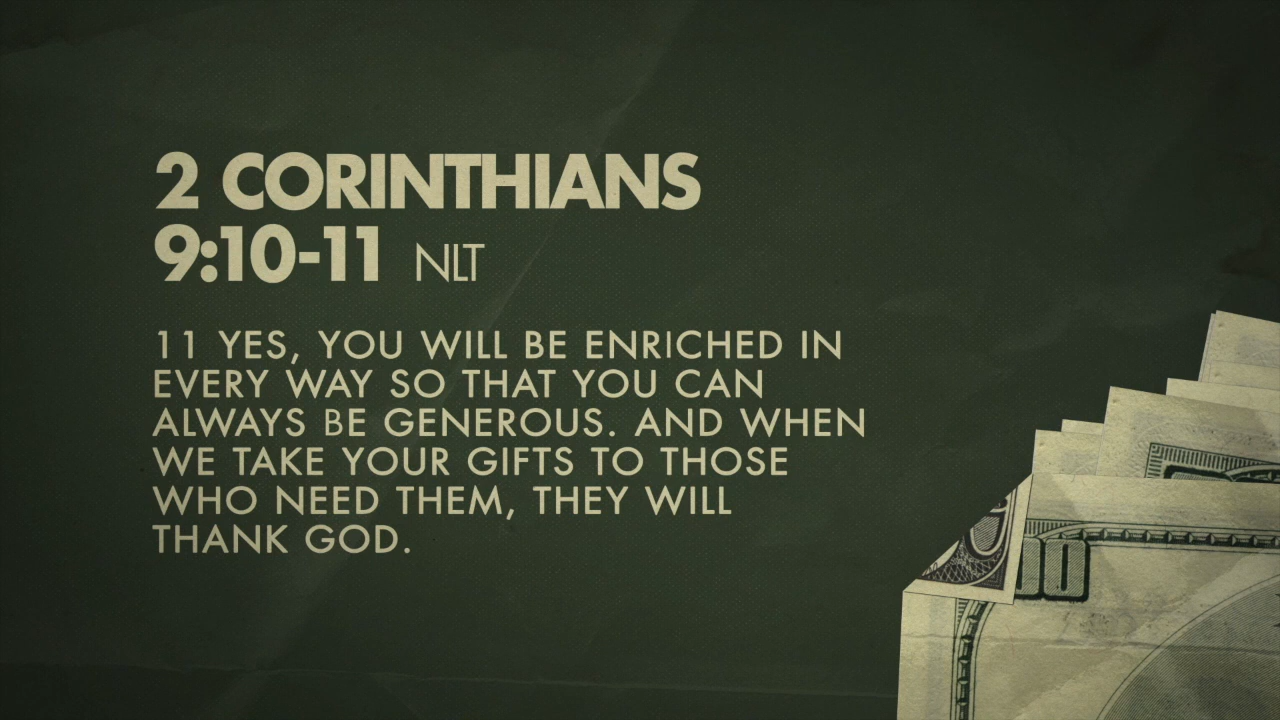 2 CORINTHIANS
9:10-11 NLT
11 YES, YOU WILL BE ENRICHED IN
EVERY WAY SO THAT YOU CAN
ALWAYS BE GENEROUS. AND WHEN
WE TAKE YOUR GIFTS TO THOSE
WHO NEED THEM, THEY WILL
THANK GOD.
00